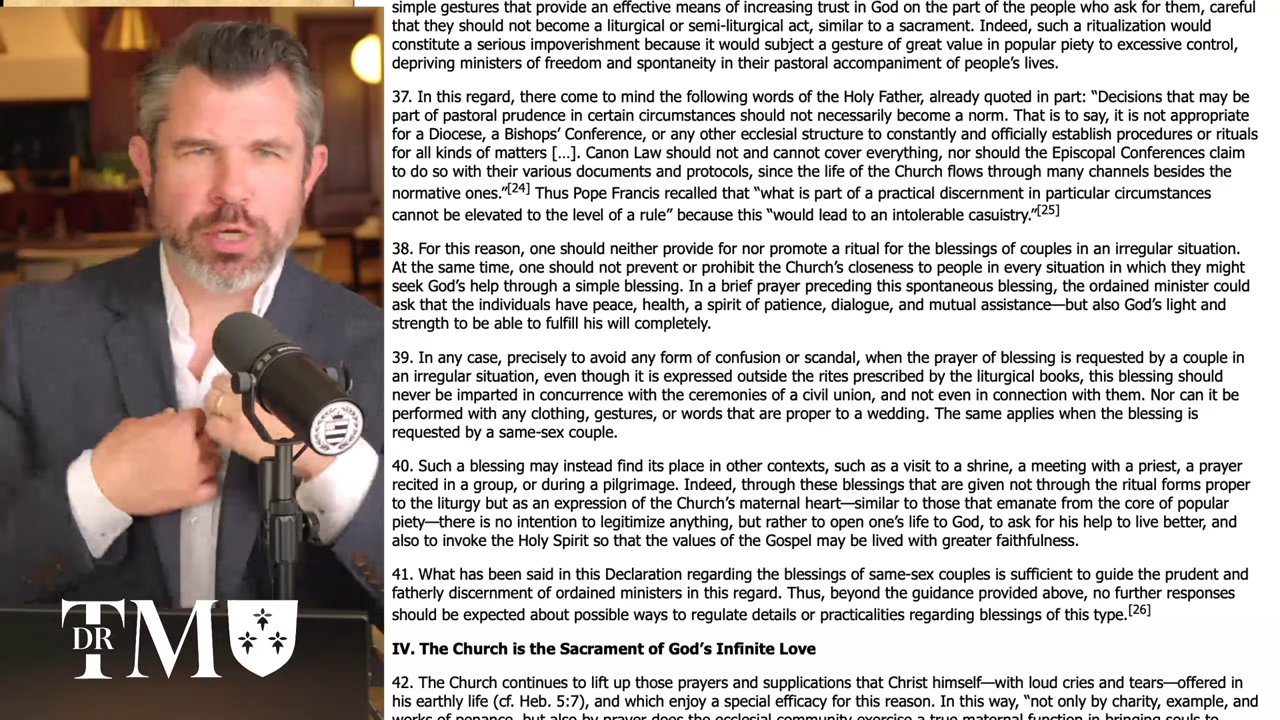 simple gestures that provide an effective means of increasing trust in God on the part of the people who ask for them, careful
that they should not become a liturgical or semi-liturgical act, similar to a sacrament. Indeed, such a ritualization would
constitute a serious impoverishment because it would subject a gesture of great value in popular piety to excessive control,
depriving ministers of freedom and spontaneity in their pastoral accompaniment of people’s lives.
37. In this regard, there come to mind the following words of the Holy Father, already quoted in part: “Decisions that may be
part of pastoral prudence in certain circumstances should not necessarily become a norm. That is to say, it is not appropriate
for a Diocese, a Bishops’ Conference, or any other ecclesial structure to constantly and officially establish procedures or rituals
for all kinds of matters […]. Canon Law should not and cannot cover everything, nor should the Episcopal Conferences claim
to do so with their various documents and protocols, since the life of the Church flows through many channels besides the
normative ones.”[24] Thus Pope Francis recalled that “what is part of a practical discernment in particular circumstances
cannot be elevated to the level of a rule” because this “would lead to an intolerable casuistry.”[25]
38. For this reason, one should neither provide for nor promote a ritual for the blessings of couples in an irregular situation.
At the same time, one should not prevent or prohibit the Church’s closeness to people in every situation in which they might
seek God’s help through a simple blessing. In a brief prayer preceding this spontaneous blessing, the ordained minister could
ask that the individuals have peace, health, a spirit of patience, dialogue, and mutual assistance—but also God’s light and
strength to be able to fulfill his will completely.
39. In any case, precisely to avoid any form of confusion or scandal, when the prayer of blessing is requested by a couple in
an irregular situation, even though it is expressed outside the rites prescribed by the liturgical books, this blessing should
never be imparted in concurrence with the ceremonies of a civil union, and not even in connection with them. Nor can it be
performed with any clothing, gestures, or words that are proper to a wedding. The same applies when the blessing is
requested by a same-sex couple.
40. Such a blessing may instead find its place in other contexts, such as a visit to a shrine, a meeting with a priest, a prayer
recited in a group, or during a pilgrimage. Indeed, through these blessings that are given not through the ritual forms proper
to the liturgy but as an expression of the Church’s maternal heart—similar to those that emanate from the core of popular
piety—there is no intention to legitimize anything, but rather to open one’s life to God, to ask for his help to live better, and
also to invoke the Holy Spirit so that the values of the Gospel may be lived with greater faithfulness.
41. What has been said in this Declaration regarding the blessings of same-sex couples is sufficient to guide the prudent and
fatherly discernment of ordained ministers in this regard. Thus, beyond the guidance provided above, no further responses
should be expected about possible ways to regulate details or practicalities regarding blessings of this type.[26]
IV. The Church is the Sacrament of God’s Infinite Love
42. The Church continues to lift up those prayers and supplications that Christ himself—with loud cries and tears—offered in
his earthly life (cf. Heb. 5:7), and which enjoy a special efficacy for this reason. In this way, “not only by charity, example, and
works of penance, but also by prayer does the ecclesial community exercise a true maternal function in bringing souls to
DR TM